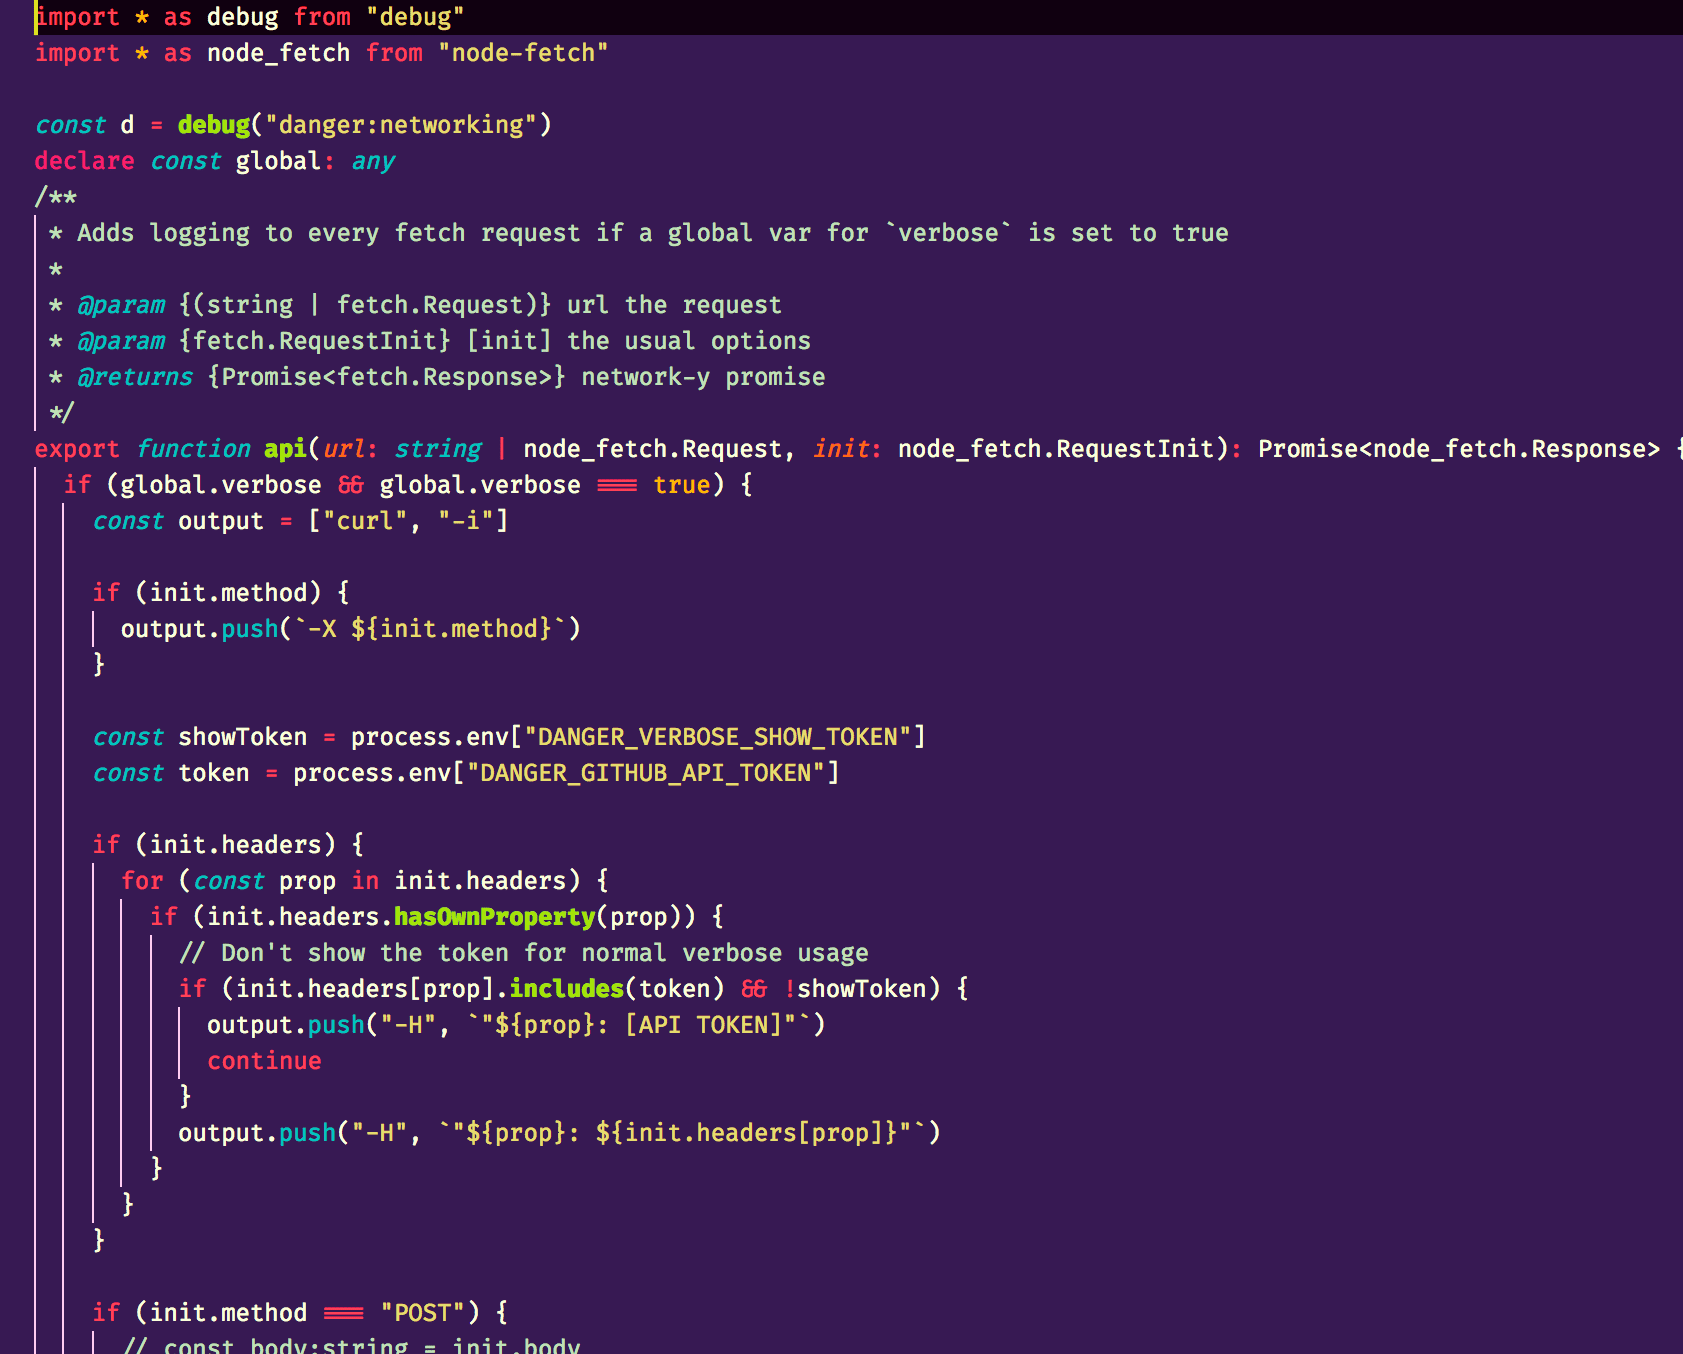 import * as debug from "debug"
import * as node_fetch from "node-fetch"
const d = debug("danger:networking")
declare const global: any
/**
* Adds logging to every fetch request if a global var for `verbose` is set to true
*
* @param {(string | fetch.Request)} url the request
* @param {fetch.RequestInit} [init] the usual options
* @returns {Promise<fetch.Response>} network-y promise
*/
export function api(url: string | node_fetch.Request, init: node_fetch.RequestInit): Promise<node_fetch.Response> {
if (global.verbose && global.verbose === true) {
const output = ["curl", "-i"]
if (init.method) {
output.push(`-X ${init.method}`)
}
const showToken = process.env["DANGER_VERBOSE_SHOW_TOKEN"]
const token = process.env["DANGER_GITHUB_API_TOKEN"]
if (init.headers) {
for (const prop in init.headers) {
if (init.headers.hasOwnProperty(prop)) {
// Don't show the token for normal verbose usage
if (init.headers[prop].includes(token) && !showToken) {
output.push("-H", `"${prop}: [API TOKEN]"`)
continue
}
output.push("-H", `"${prop}: ${init.headers[prop]}"`)
}
}
}
if (init.method === "POST") {
// const body:string = init.body